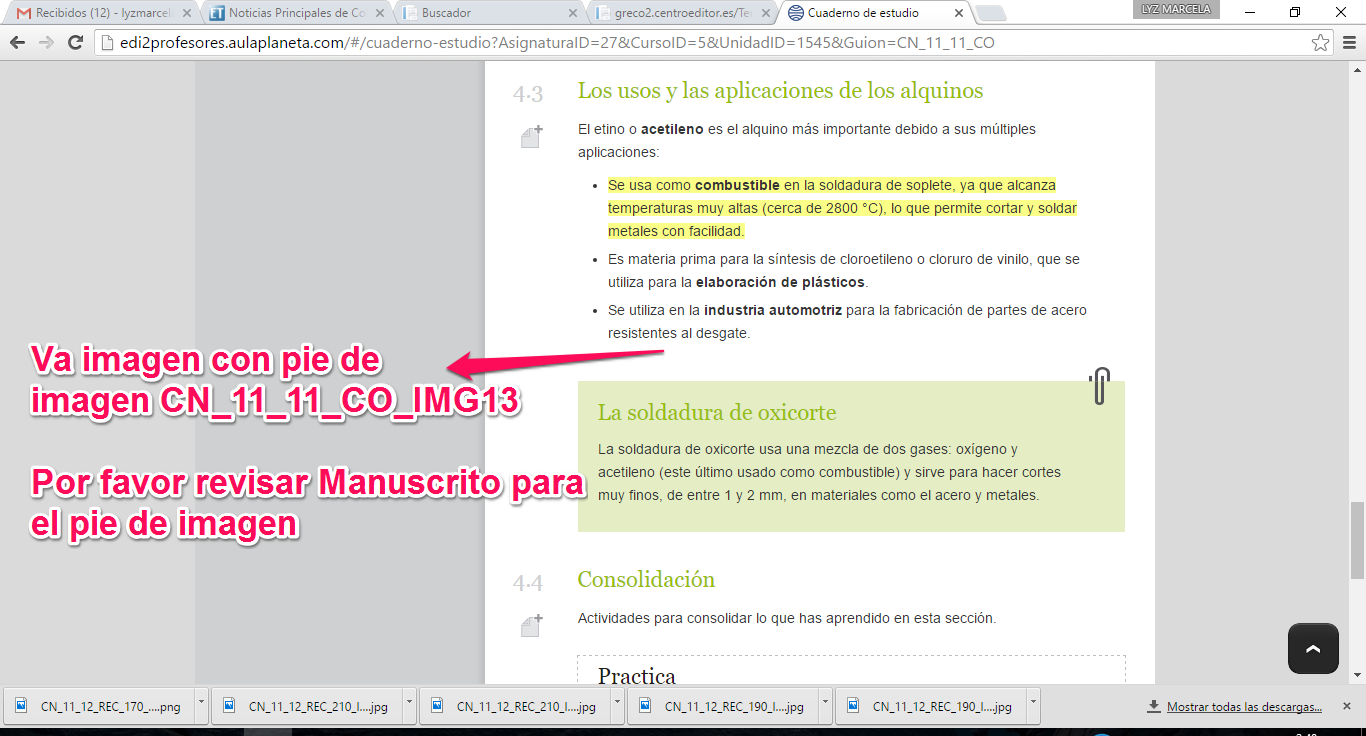 Recibidos (12) - lyzmarcel
Noticias Principales de Co
Buscador
greco2.centroeditor.es/Te
Cuaderno de estudio
LYZ MARCELA
edi2profesores.aulaplaneta.com/#/cuaderno-estudio?AsignaturaID=27&CursoID=5&UnidadID=1545&Guion=CN_11_11_CO
4.3 Los usos y las aplicaciones de los alquinos
El etino o acetileno es el alquino más importante debido a sus múltiples
aplicaciones:
• Se usa como combustible en la soldadura de soplete, ya que alcanza
temperaturas muy altas (cerca de 2800 °C), lo que permite cortar y soldar
metales con facilidad.
• Es materia prima para la síntesis de cloroetileno o cloruro de vinilo, que se
utiliza para la elaboración de plásticos.
• Se utiliza en la industria automotriz para la fabricación de partes de acero
resistentes al desgate.
Va imagen con pie de
imagen CN_11_11_CO_IMG13
Por favor revisar Manuscrito para
el pie de imagen
La soldadura de oxicorte
La soldadura de oxicorte usa una mezcla de dos gases: oxígeno y
acetileno (este último usado como combustible) y sirve para hacer cortes
muy finos, de entre 1 y 2 mm, en materiales como el acero y metales.
4.4 Consolidación
Actividades para consolidar lo que has aprendido en esta sección.
Practica
CN_11_12_REC_170_....png
CN_11_12_REC_210_I....jpg
CN_11_12_REC_210_I....jpg
CN_11_12_REC_190_I....jpg
CN_11_12_REC_190_I....jpg
Mostrar todas las descargas...